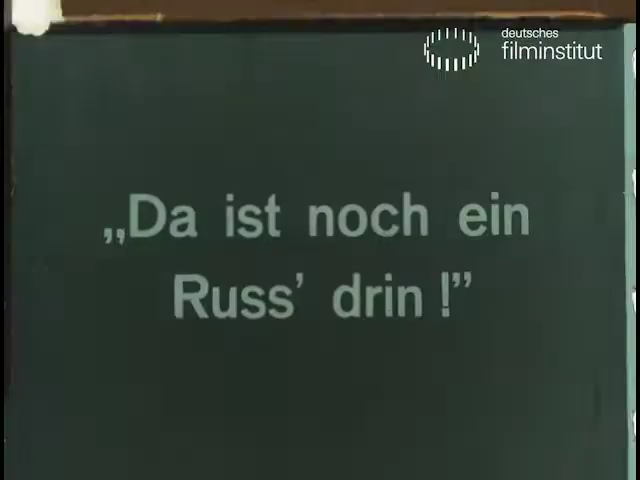 deutsches
filminstitut
„Da ist noch ein
Russ’ drin!”